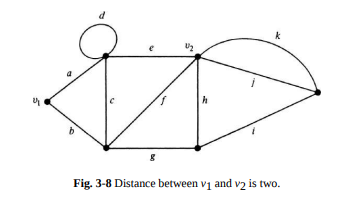 d
e
v2
k
a
v1
c
f
h
j
b
i
g
Fig. 3-8 Distance between v1 and v2 is two.